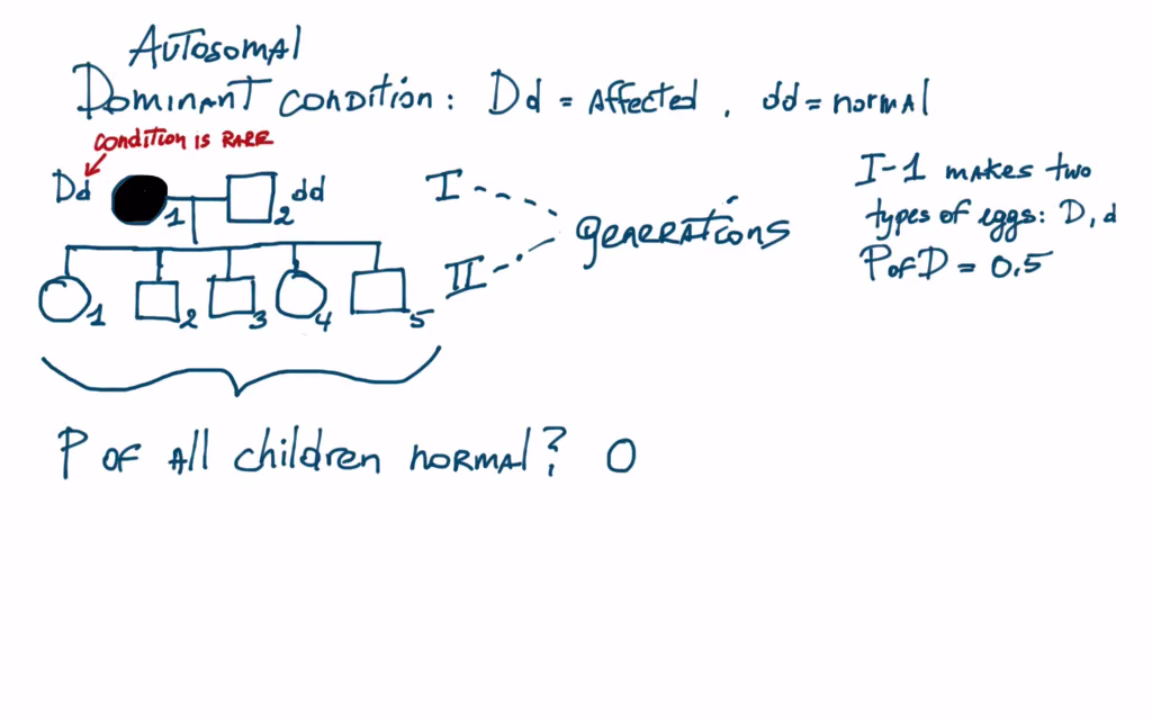 Autosomal
Dominant condition: Dd = Affected, dd = normal
condition is RARE
Dd 1 2 dd
I
generations
II
1 2 3 4 5
I-1 makes two
types of eggs: D, d
P of D = 0.5
P of all children normal? 0